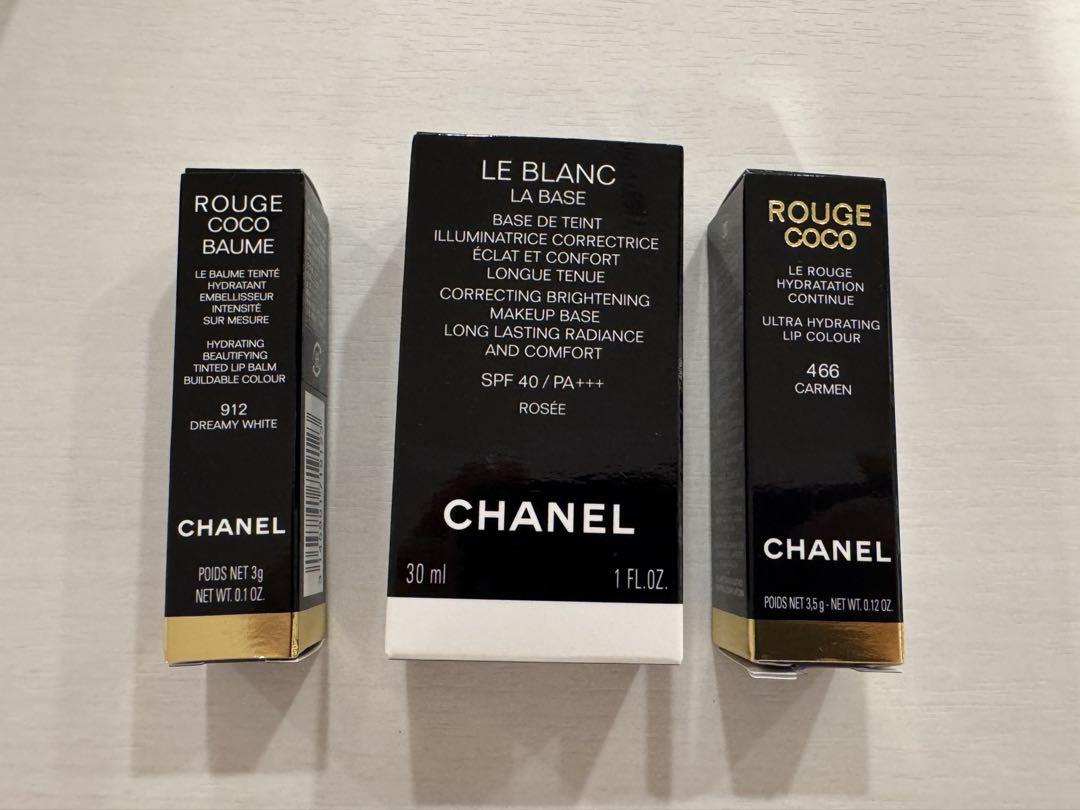 ROUGE
COCO
BAUME
LE BAUME TEINTÉ
HYDRATANT
EMBELLISSEUR
INTENSITÉ
SUR MESURE
HYDRATING
BEAUTIFYING
TINTED LIP BALM
BUILDABLE COLOUR
912
DREAMY WHITE
CHANEL
POIDS NET 3g
NET WT. 0.1 OZ.
LE BLANC
LA BASE
BASE DE TEINT
ILLUMINATRICE CORRECTRICE
ÉCLAT ET CONFORT
LONGUE TENUE
CORRECTING BRIGHTENING
MAKEUP BASE
LONG LASTING RADIANCE
AND COMFORT
SPF 40 / PA+++
ROSÉE
CHANEL
30 ml 1 FL.OZ.
ROUGE
COCO
LE ROUGE
HYDRATATION
CONTINUE
ULTRA HYDRATING
LIP COLOUR
466
CARMEN
CHANEL
POIDS NET 3,5 g - NET WT. 0.12 OZ.